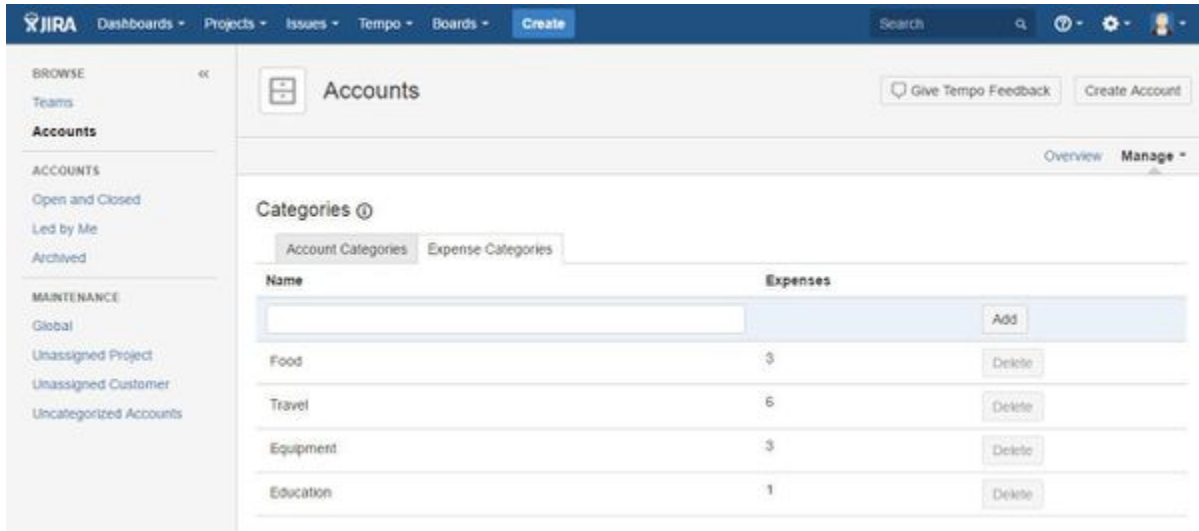 JIRA Dashboards Projects Issues Tempo Boards Create Search
BROWSE
Teams
Accounts
ACCOUNTS
Open and Closed
Led by Me
Archived
MAINTENANCE
Global
Unassigned Project
Unassigned Customer
Uncategorized Accounts
Accounts Give Tempo Feedback Create Account
Overview Manage
Categories
Account Categories Expense Categories
Name Expenses
Add
Food 3 Delete
Travel 6 Delete
Equipment 3 Delete
Education 1 Delete